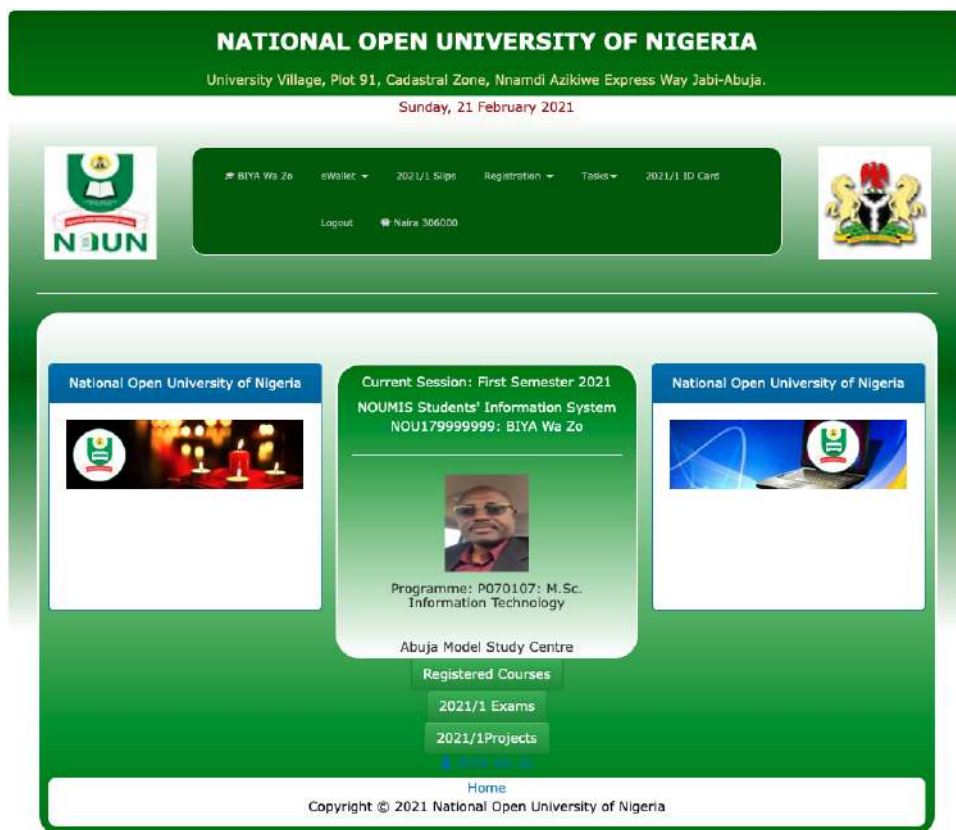 NATIONAL OPEN UNIVERSITY OF NIGERIA
University Village, Plot 91, Cadastral Zone, Nnamdi Azikiwe Express Way Jabi-Abuja.
Sunday, 21 February 2021
NOUN
BIYA Wa Zo eWallet 2021/1 Slips Registration Tasks 2021/1 ID Card
Logout Naira 306000
National Open University of Nigeria
Current Session: First Semester 2021
NOUMIS Students' Information System
NOU179999999: BIYA Wa Zo
Programme: P070107: M.Sc.
Information Technology
Abuja Model Study Centre
National Open University of Nigeria
Registered Courses
2021/1 Exams
2021/1Projects
Home
Copyright © 2021 National Open University of Nigeria